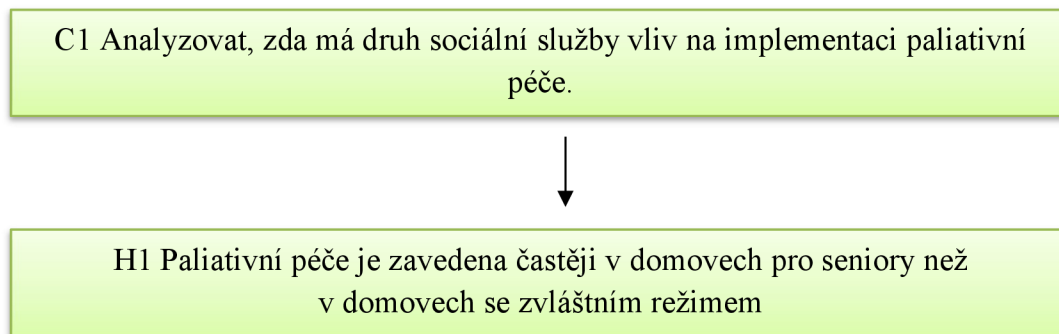 C1 Analyzovat, zda má druh sociální služby vliv na implementaci paliativní
péče.
H1 Paliativní péče je zavedena častěji v domovech pro seniory než
v domovech se zvláštním režimem